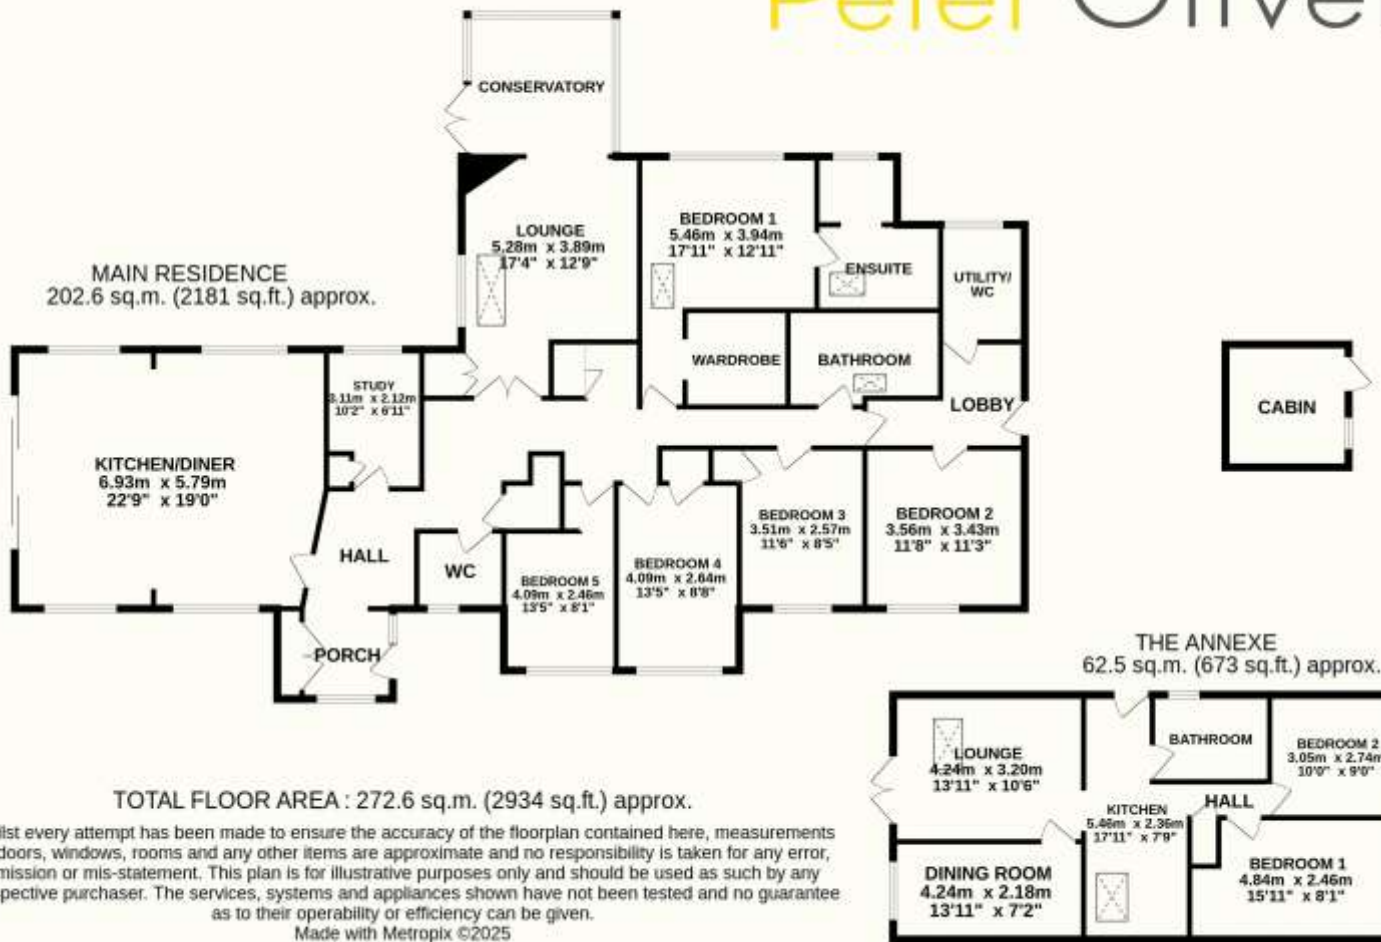 Peter Oliver
CONSERVATORY
LOUNGE
5.28m x 3.89m
17'4" x 12'9"
BEDROOM 1
5.46m x 3.94m
17'11" x 12'11"
ENSUITE
UTILITY/
WC
MAIN RESIDENCE
202.6 sq.m. (2181 sq.ft.) approx.
STUDY
3.11m x 2.12m
10'2" x 6'11"
WARDROBE
BATHROOM
LOBBY
CABIN
KITCHEN/DINER
6.93m x 5.79m
22'9" x 19'0"
HALL
WC
BEDROOM 5
4.09m x 2.46m
13'5" x 8'1"
BEDROOM 4
4.09m x 2.64m
13'5" x 8'8"
BEDROOM 3
3.51m x 2.57m
11'6" x 8'5"
BEDROOM 2
3.56m x 3.43m
11'8" x 11'3"
PORCH
THE ANNEXE
62.5 sq.m. (673 sq.ft.) approx.
LOUNGE
4.24m x 3.20m
13'11" x 10'6"
BATHROOM
BEDROOM 2
3.05m x 2.74m
10'0" x 9'0"
KITCHEN
5.46m x 2.36m
17'11" x 7'9"
HALL
DINING ROOM
4.24m x 2.18m
13'11" x 7'2"
BEDROOM 1
4.84m x 2.46m
15'11" x 8'1"
TOTAL FLOOR AREA : 272.6 sq.m. (2934 sq.ft.) approx.
lst every attempt has been made to ensure the accuracy of the floorplan contained here, measurements
doors, windows, rooms and any other items are approximate and no responsibility is taken for any error,
mission or mis-statement. This plan is for illustrative purposes only and should be used as such by any
spective purchaser. The services, systems and appliances shown have not been tested and no guarantee
as to their operability or efficiency can be given.
Made with Metropix ©2025